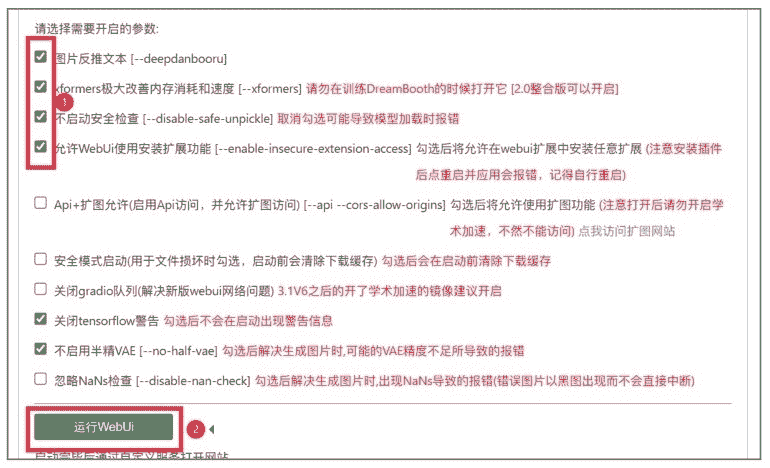 请选择需要开启的参数:
图片反推文本 [--deepdanbooru]
xformers极大改善内存消耗和速度 [--xformers] 请勿在训练DreamBooth的时候打开它 [2.0整合版可以开启]
1
不启动安全检查 [--disable-safe-unpickle] 取消勾选可能导致模型加载时报错
允许WebUi使用安装扩展功能 [--enable-insecure-extension-access] 勾选后将允许在webui扩展中安装任意扩展 (注意安装插件
后点重启并应用会报错，记得自行重启)
Api+扩图允许(启用Api访问，并允许扩图访问) [--api --cors-allow-origins] 勾选后将允许使用扩图功能 (注意打开后请勿开启学
术加速，不然不能访问) 点我访问扩图网站
安全模式启动(用于文件损坏时勾选，启动前会清除下载缓存) 勾选后会在启动前清除下载缓存
关闭gradio队列(解决新版webui网络问题) 3.1V6之后的开了学术加速的镜像建议开启
关闭tensorflow警告 勾选后不会在启动出现警告信息
不启用半精VAE [--no-half-vae] 勾选后解决生成图片时,可能的VAE精度不足所导致的报错
忽略NaNs检查 [--disable-nan-check] 勾选后解决生成图片时,出现NaNs导致的报错(错误图片以黑图出现而不会直接中断)
运行WebUi
2
启动完毕后通过自定义服务打开网站